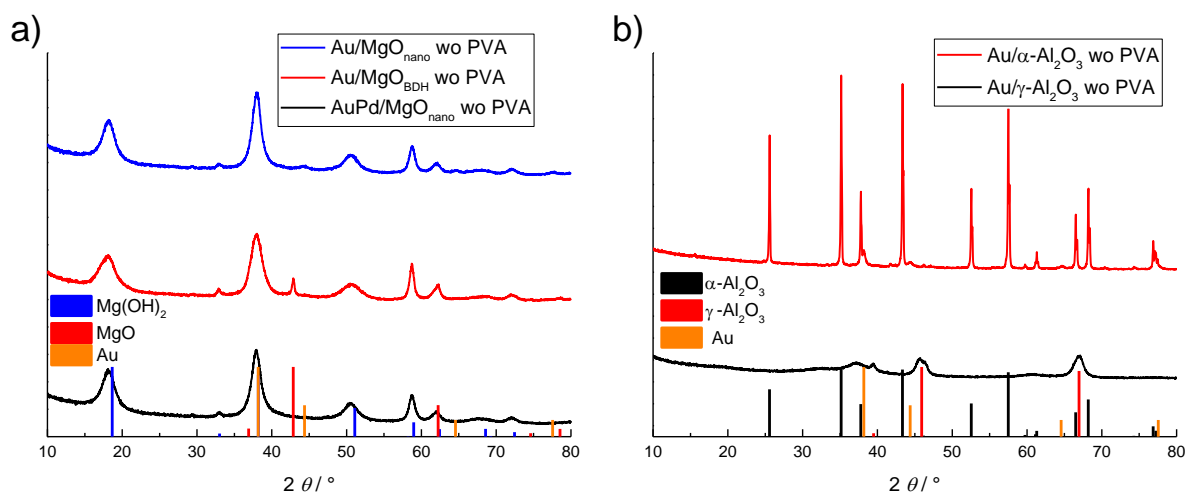 a)
Au/MgOnano wo PVA
Au/MgOBDH wo PVA
AuPd/MgOnano wo PVA
Mg(OH)2
MgO
Au
10 20 30 40 50 60 70 80
2 θ / °
b)
Au/α-Al2O3 wo PVA
Au/γ-Al2O3 wo PVA
α-Al2O3
γ -Al2O3
Au
10 20 30 40 50 60 70 80
2 θ / °